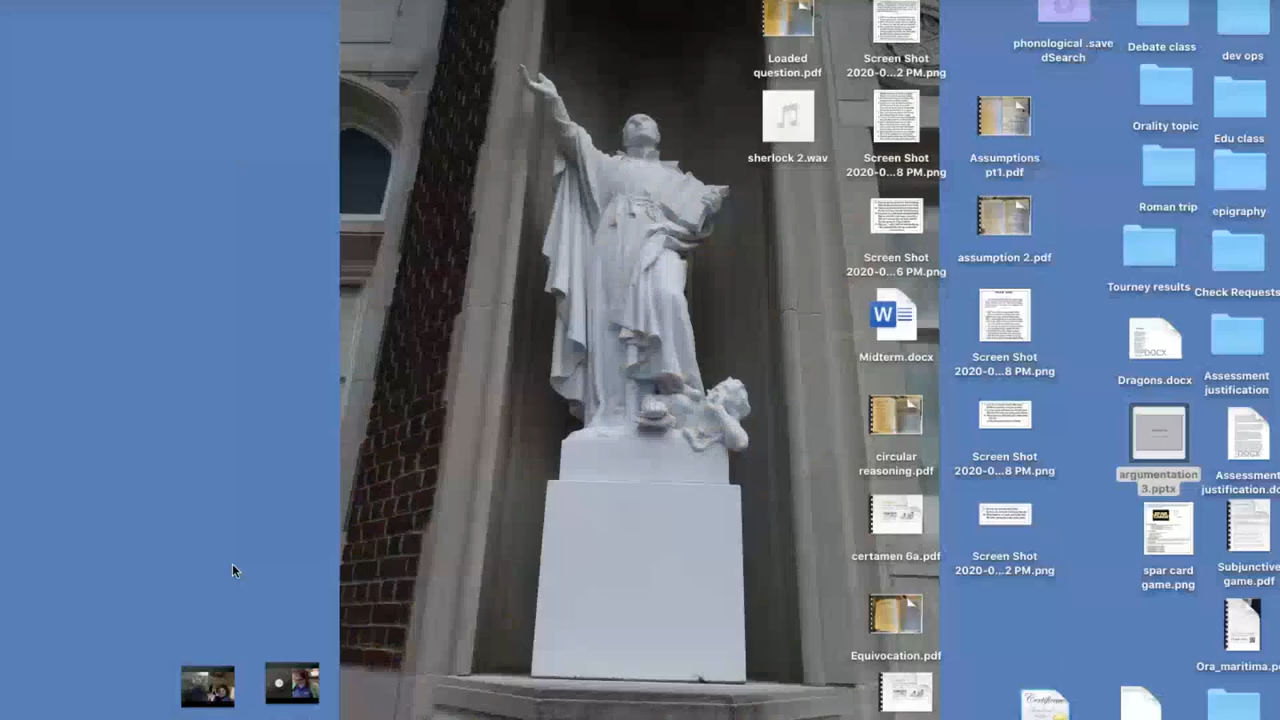 Loaded
question.pdf
sherlock 2.wav
Screen Shot
2020-0...2 PM.png
Screen Shot
2020-0...8 PM.png
Screen Shot
2020-0...6 PM.png
W
Midterm.docx
circular
reasoning.pdf
certamen 6a.pdf
Equivocation.pdf
Assumptions
pt1.pdf
assumption 2.pdf
Screen Shot
2020-0...8 PM.png
Screen Shot
2020-0...8 PM.png
Screen Shot
2020-0...2 PM.png
phonological .save
dSearch
Debate class
Orality topic
Roman trip
Tourney results
DOCX
Dragons.docx
argumentation
3.pptx
spar card
game.png
Certificate
dev ops
Edu class
epigraphy
Check Requests
Assessment
justification
DOCX
Assessment
justification.do
Subjunctive
game.pdf
Ora_maritima.p